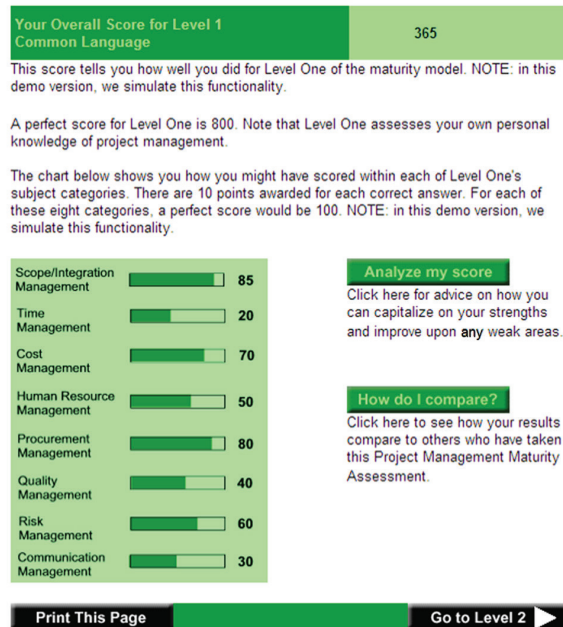 Your Overall Score for Level 1
Common Language
365
This score tells you how well you did for Level One of the maturity model. NOTE: in this
demo version, we simulate this functionality.
A perfect score for Level One is 800. Note that Level One assesses your own personal
knowledge of project management.
The chart below shows you how you might have scored within each of Level One's
subject categories. There are 10 points awarded for each correct answer. For each of
these eight categories, a perfect score would be 100. NOTE: in this demo version, we
simulate this functionality.
Scope/Integration
Management
85
Time
Management
20
Cost
Management
70
Human Resource
Management
50
Procurement
Management
80
Quality
Management
40
Risk
Management
60
Communication
Management
30
Analyze my score
Click here for advice on how you
can capitalize on your strengths
and improve upon any weak areas.
How do I compare?
Click here to see how your results
compare to others who have taken
this Project Management Maturity
Assessment.
Print This Page
Go to Level 2